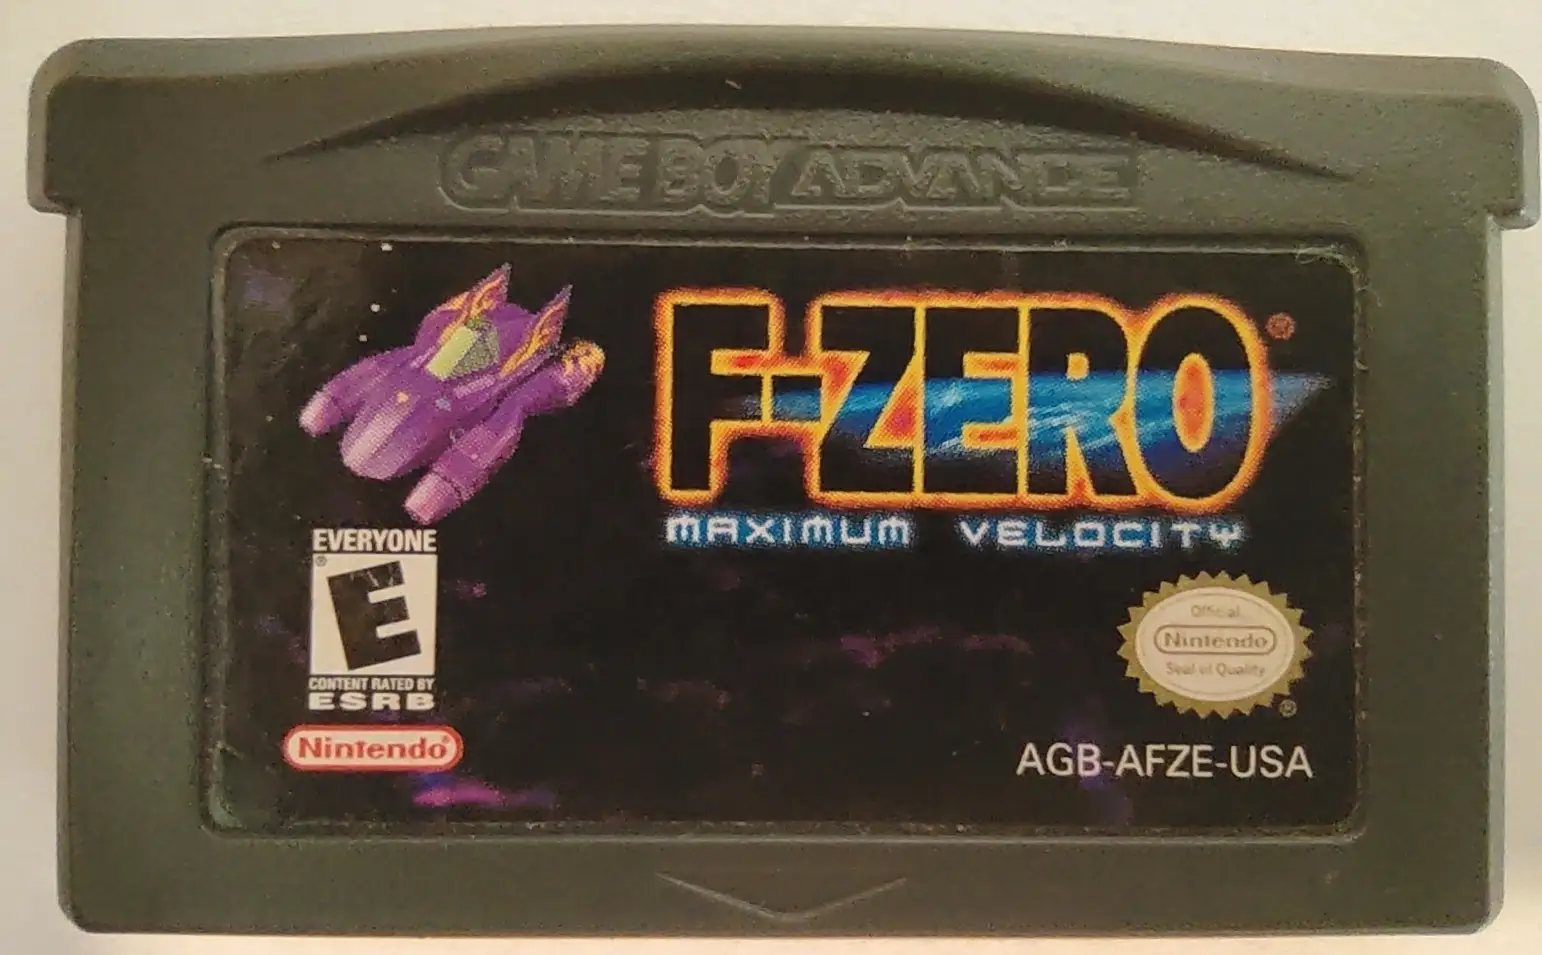 GAME BOY ADVANCE
F-ZERO®
MAXIMUM VELOCITY
EVERYONE
E®
CONTENT RATED BY
ESRB
Nintendo®
Official
Nintendo
Seal of Quality
®
AGB-AFZE-USA